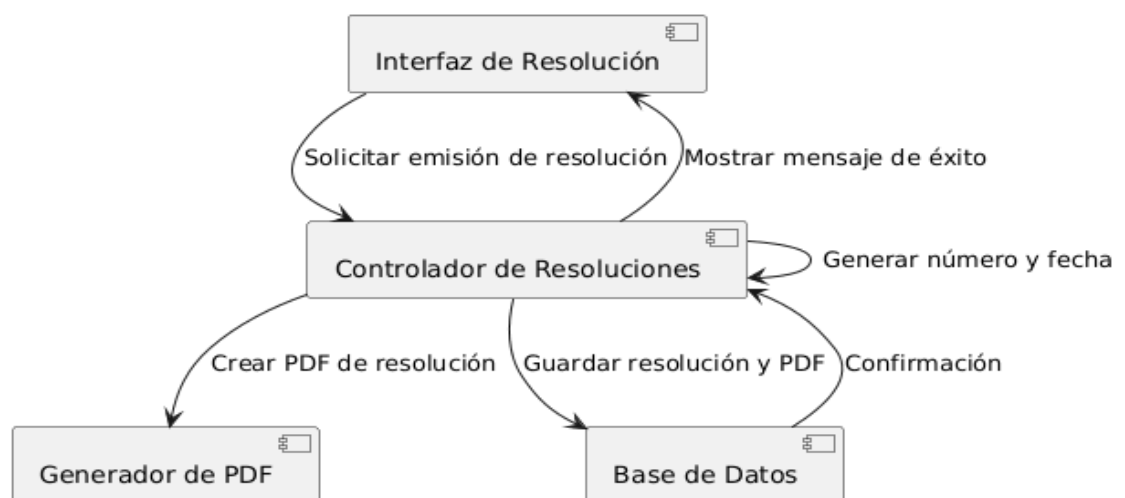 Interfaz de Resolución
Solicitar emisión de resolución
Mostrar mensaje de éxito
Controlador de Resoluciones
Generar número y fecha
Crear PDF de resolución
Guardar resolución y PDF
Confirmación
Generador de PDF
Base de Datos